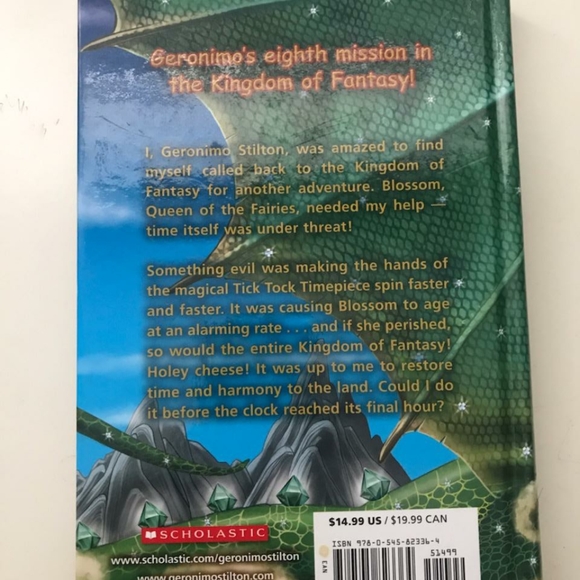 Geronimo's eighth mission in
the Kingdom of Fantasy!
I, Geronimo Stilton, was amazed to find
myself called back to the Kingdom of
Fantasy for another adventure. Blossom,
Queen of the Fairies, needed my help —
time itself was under threat!
Something evil was making the hands of
the magical Tick Tock Timepiece spin faster
and faster. It was causing Blossom to age
at an alarming rate . . . and if she perished,
so would the entire Kingdom of Fantasy!
Holey cheese! It was up to me to restore
time and harmony to the land. Could I do
it before the clock reached its final hour?
SCHOLASTIC
www.scholastic.com/geronimostilton
www.geronimostilton.com
$14.99 US / $19.99 CAN
ISBN 978-0-545-82336-4
51499
CAN